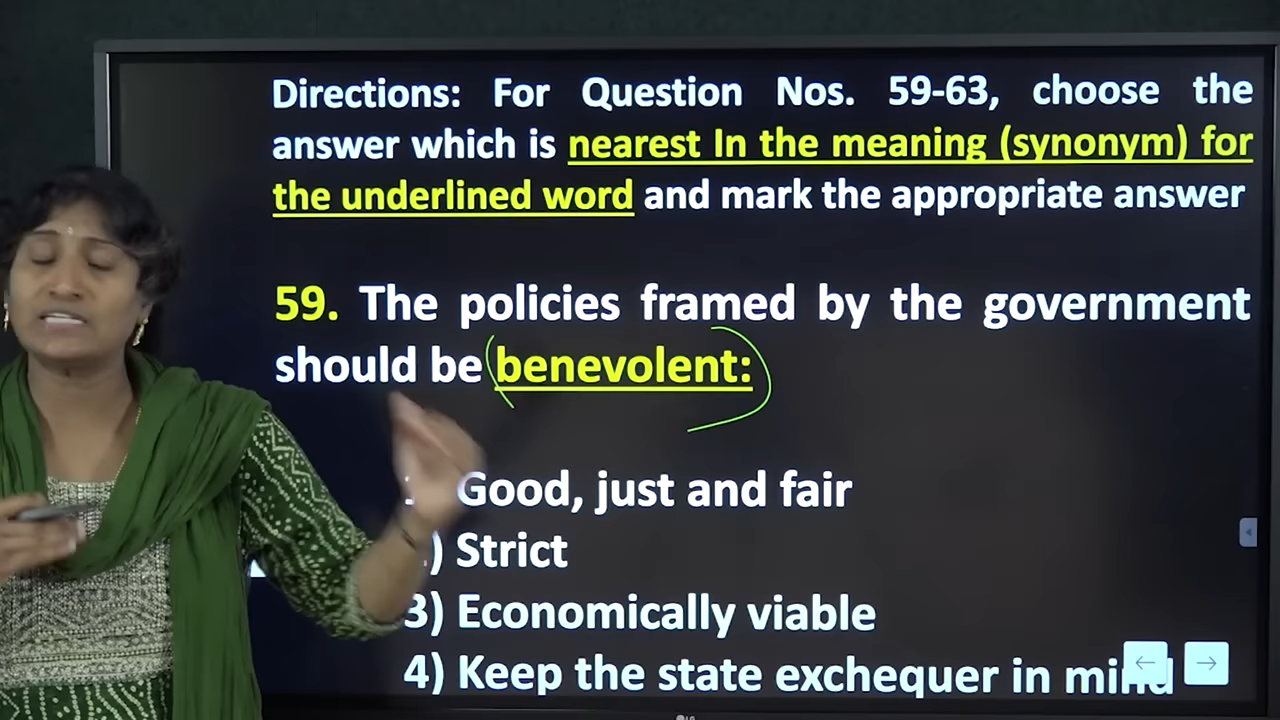 Directions: For Question Nos. 59-63, choose the
answer which is nearest In the meaning (synonym) for
the underlined word and mark the appropriate answer
59. The policies framed by the government
should be benevolent:
Good, just and fair
) Strict
3) Economically viable
4) Keep the state exchequer in mind
LG